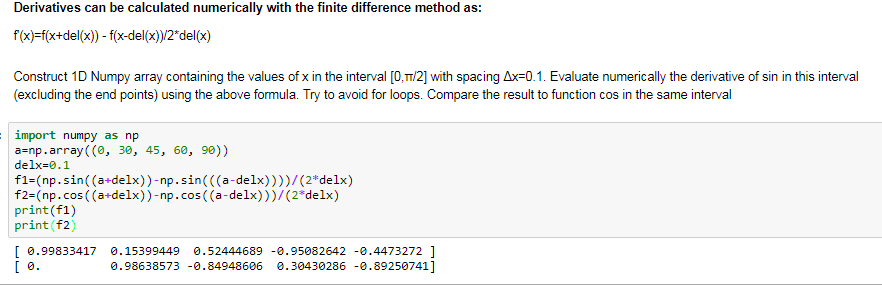 Derivatives can be calculated numerically with the finite difference method as:
f'(x)=f(x+del(x)) - f(x-del(x))/2*del(x)
Construct 1D Numpy array containing the values of x in the interval [0,π/2] with spacing Δx=0.1. Evaluate numerically the derivative of sin in this interval
(excluding the end points) using the above formula. Try to avoid for loops. Compare the result to function cos in the same interval
import numpy as np
a=np.array((0, 30, 45, 60, 90))
delx=0.1
f1=(np.sin((a+delx))-np.sin(((a-delx))))/(2*delx)
f2=(np.cos((a+delx))-np.cos((a-delx)))/(2*delx)
print(f1)
print(f2)
[ 0.99833417 0.15399449 0.52444689 -0.95082642 -0.4473272 ]
[ 0. 0.98638573 -0.84948606 0.30430286 -0.89250741]